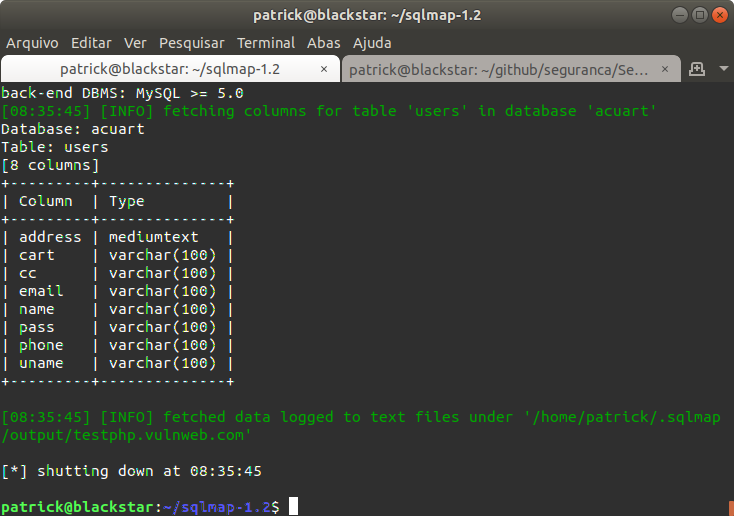 patrick@blackstar: ~/sqlmap-1.2
Arquivo Editar Ver Pesquisar Terminal Abas Ajuda
patrick@blackstar: ~/sqlmap-1.2 × patrick@blackstar: ~/github/seguranca/Se... ×
back-end DBMS: MySQL >= 5.0
[08:35:45] [INFO] fetching columns for table 'users' in database 'acuart'
Database: acuart
Table: users
[8 columns]
+---------+--------------+
| Column  | Type         |
+---------+--------------+
| address | mediumtext   |
| cart    | varchar(100) |
| cc      | varchar(100) |
| email   | varchar(100) |
| name    | varchar(100) |
| pass    | varchar(100) |
| phone   | varchar(100) |
| uname   | varchar(100) |
+---------+--------------+
[08:35:45] [INFO] fetched data logged to text files under '/home/patrick/.sqlmap
/output/testphp.vulnweb.com'
[*] shutting down at 08:35:45
patrick@blackstar:~/sqlmap-1.2$